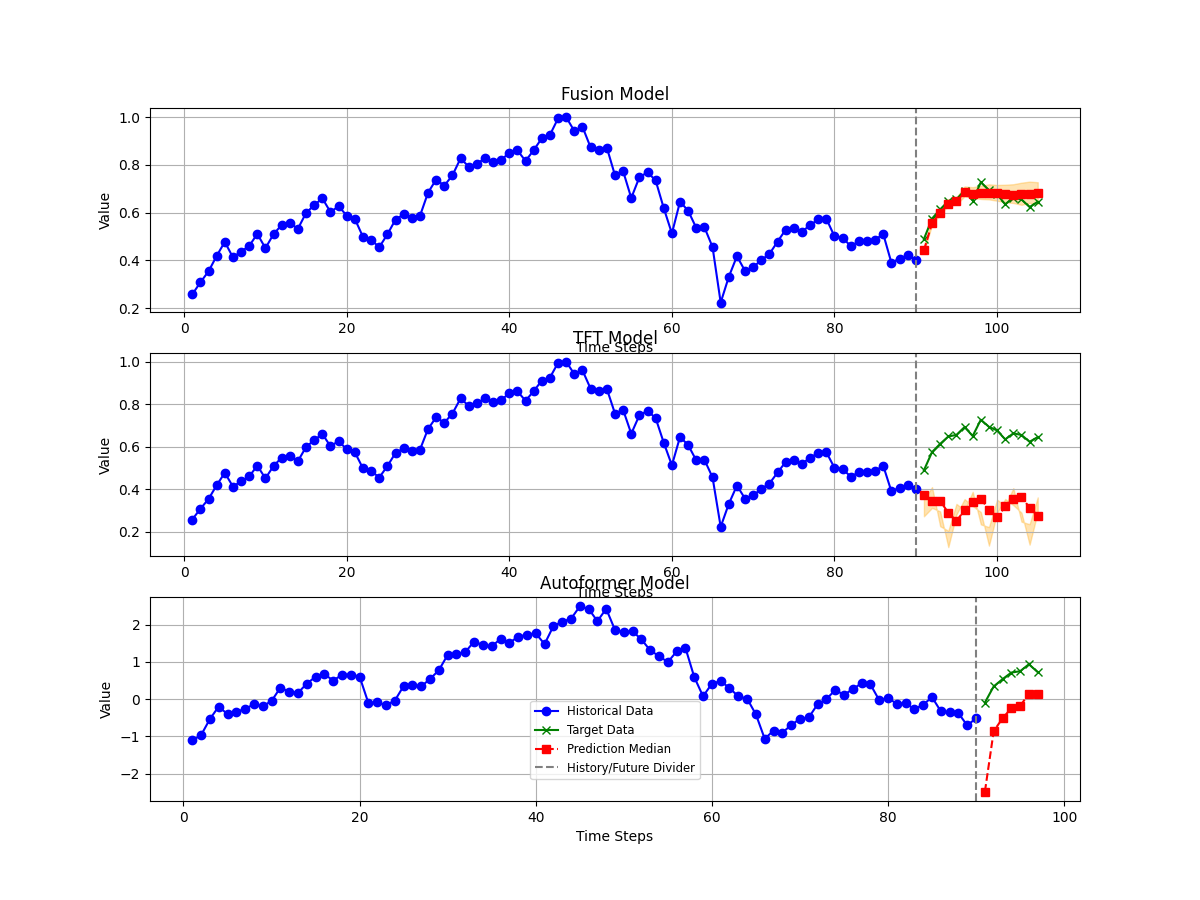 Fusion Model
Value
1.0
0.8
0.6
0.4
0.2
0 20 40 60 80 100
Time Steps
TFT Model
Value
1.0
0.8
0.6
0.4
0.2
0 20 40 60 80 100
Time Steps
Autoformer Model
Value
2
1
0
−1
−2
Historical Data
Target Data
Prediction Median
History/Future Divider
0 20 40 60 80 100
Time Steps